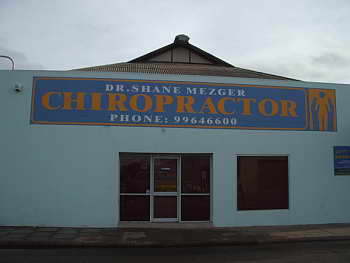 DR. SHANE MEZGER
CHIROPRACTOR
PHONE: 99646600